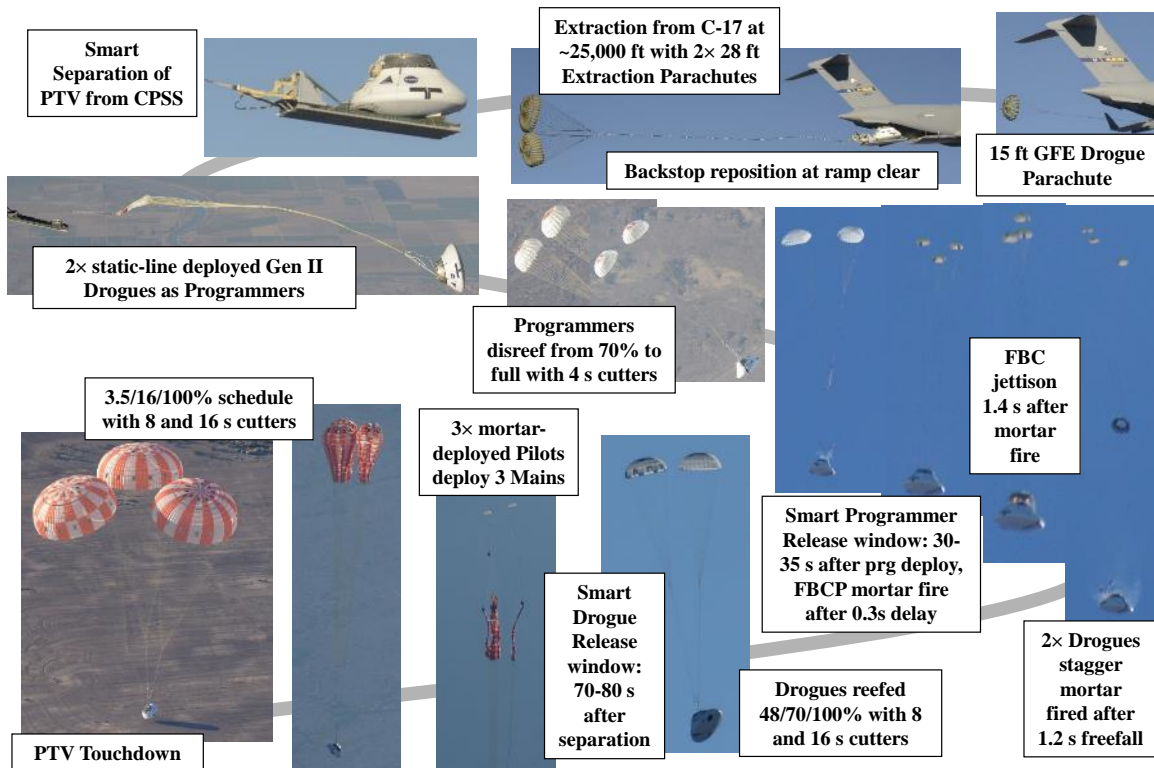 Smart
Separation of
PTV from CPSS
Extraction from C-17 at
~25,000 ft with 2× 28 ft
Extraction Parachutes
Backstop reposition at ramp clear
15 ft GFE Drogue
Parachute
2× static-line deployed Gen II
Drogues as Programmers
Programmers
disreef from 70% to
full with 4 s cutters
FBC
jettison
1.4 s after
mortar
fire
3.5/16/100% schedule
with 8 and 16 s cutters
3× mortar-
deployed Pilots
deploy 3 Mains
Smart Programmer
Release window: 30-
35 s after prg deploy,
FBCP mortar fire
after 0.3s delay
Smart
Drogue
Release
window:
70-80 s
after
separation
2× Drogues
stagger
mortar
fired after
1.2 s freefall
Drogues reefed
48/70/100% with 8
and 16 s cutters
PTV Touchdown